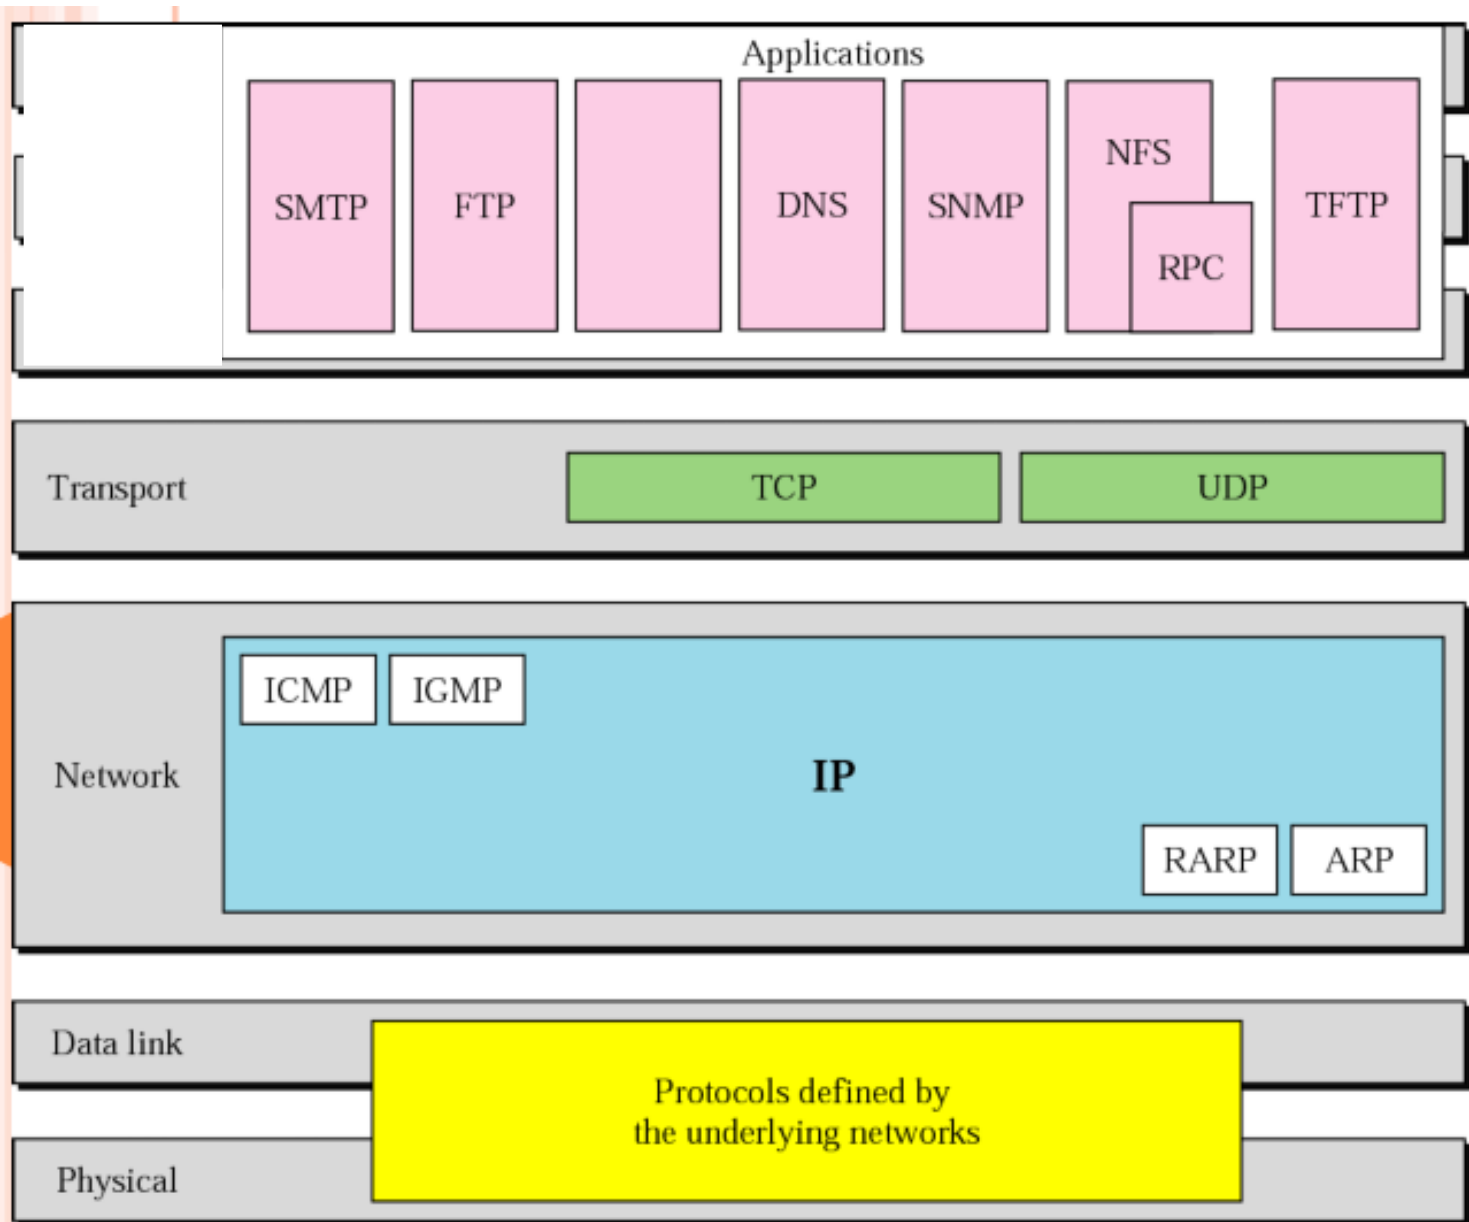 Applications
SMTP
FTP
DNS
SNMP
NFS
RPC
TFTP
Transport
TCP
UDP
Network
ICMP
IGMP
IP
RARP
ARP
Data link
Protocols defined by
the underlying networks
Physical